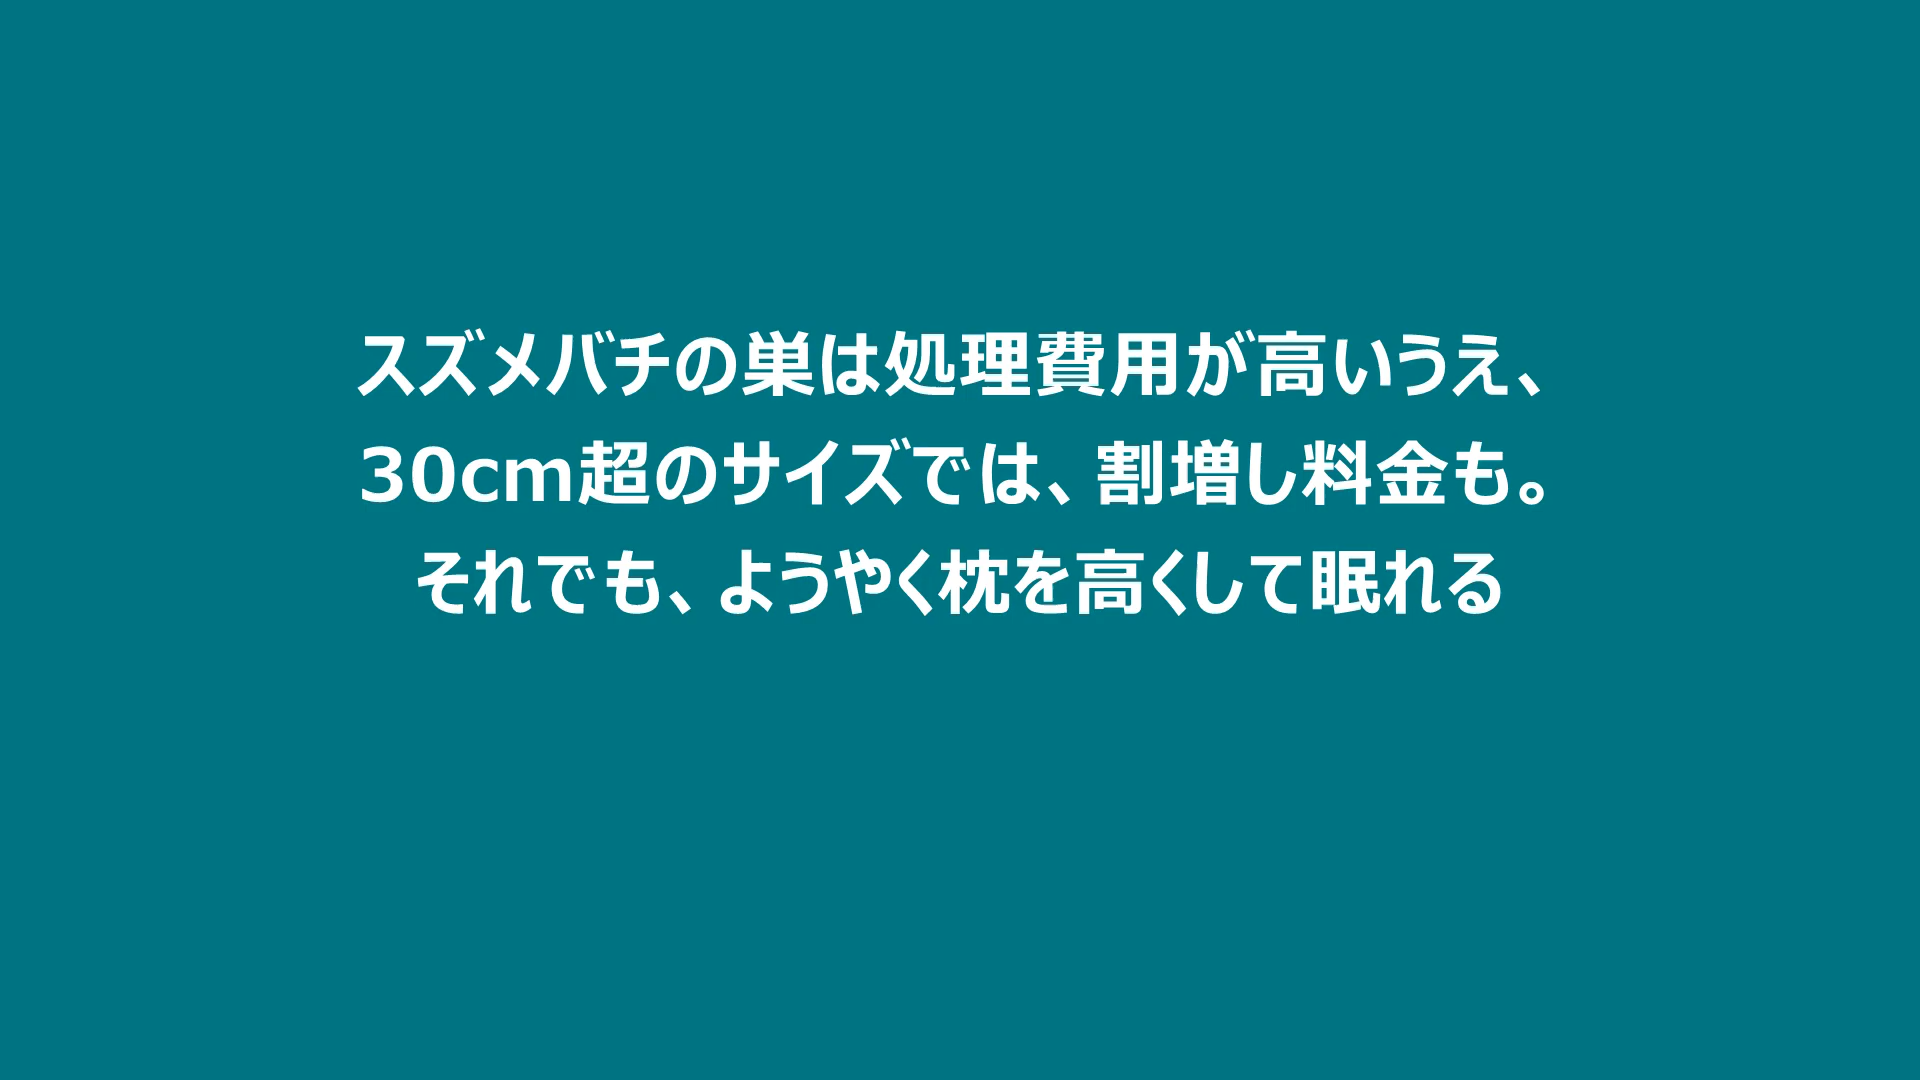 スズメバチの巣は処理費用が高いうえ、
30cm超のサイズでは、割増し料金も。
それでも、ようやく枕を高くして眠れる